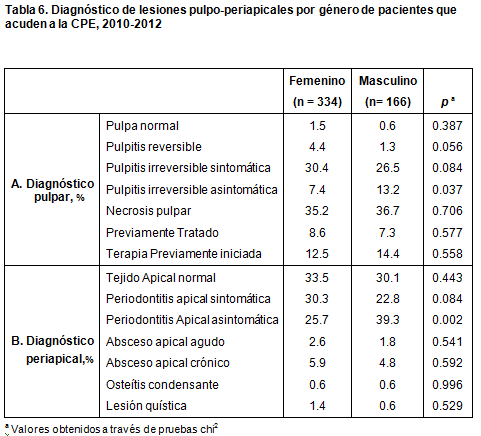 Tabla 6. Diagnóstico de lesiones pulpo-periapicales por género de pacientes que
acuden a la CPE, 2010-2012
Femenino Masculino
(n = 334) (n= 166) p a
A. Diagnóstico
pulpar, %
Pulpa normal 1.5 0.6 0.387
Pulpitis reversible 4.4 1.3 0.056
Pulpitis irreversible sintomática 30.4 26.5 0.084
Pulpitis irreversible asintomática 7.4 13.2 0.037
Necrosis pulpar 35.2 36.7 0.706
Previamente Tratado 8.6 7.3 0.577
Terapia Previamente iniciada 12.5 14.4 0.558
B. Diagnóstico
periapical,%
Tejido Apical normal 33.5 30.1 0.443
Periodontitis apical sintomática 30.3 22.8 0.084
Periodontitis Apical asintomática 25.7 39.3 0.002
Absceso apical agudo 2.6 1.8 0.541
Absceso apical crónico 5.9 4.8 0.592
Osteítis condensante 0.6 0.6 0.996
Lesión quística 1.4 0.6 0.529
a Valores obtenidos a través de pruebas chi2